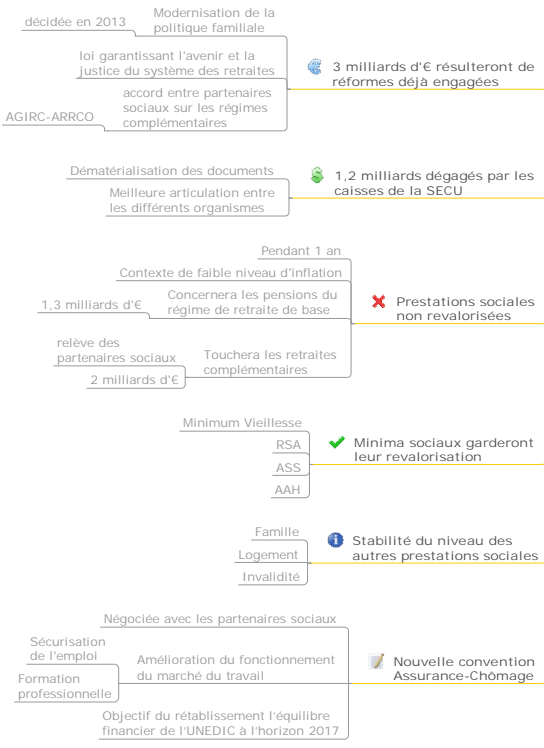 3 milliards d'€ résulteront de
réformes déjà engagées
Modernisation de la
politique familiale
décidée en 2013
loi garantissant l'avenir et la
justice du système des retraites
accord entre partenaires
sociaux sur les régimes
complémentaires
AGIRC-ARRCO
1,2 milliards dégagés par les
caisses de la SECU
Dématérialisation des documents
Meilleure articulation entre
les différents organismes
Prestations sociales
non revalorisées
Pendant 1 an
Contexte de faible niveau d'inflation
Concernera les pensions du
régime de retraite de base
1,3 milliards d'€
Touchera les retraites
complémentaires
relève des
partenaires sociaux
2 milliards d'€
Minima sociaux garderont
leur revalorisation
Minimum Vieillesse
RSA
ASS
AAH
Stabilité du niveau des
autres prestations sociales
Famille
Logement
Invalidité
Nouvelle convention
Assurance-Chômage
Négociée avec les partenaires sociaux
Amélioration du fonctionnement
du marché du travail
Sécurisation
de l'emploi
Formation
professionnelle
Objectif du rétablissement l'équilibre
financier de l'UNEDIC à l'horizon 2017